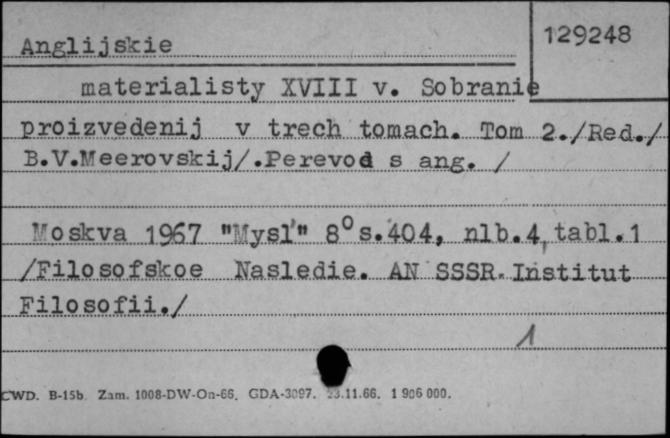 129248
Anglijskie
materialisty XVIII v. Sobranie
proizvedenij v trech tomach. Tom 2./Red./
B.V.Meerovskij/.Perevod s ang. /
Moskva 1967 "Mysl'" 8⁰s.404, nlb.4,tabl.1
/Filosofskoe Nasledie. AN SSSR.Institut
Filosofii./
1
CWD. B-15b. Zam. 1008-DW-On-66. GDA-3097. 23.11.66. 1 906 000.